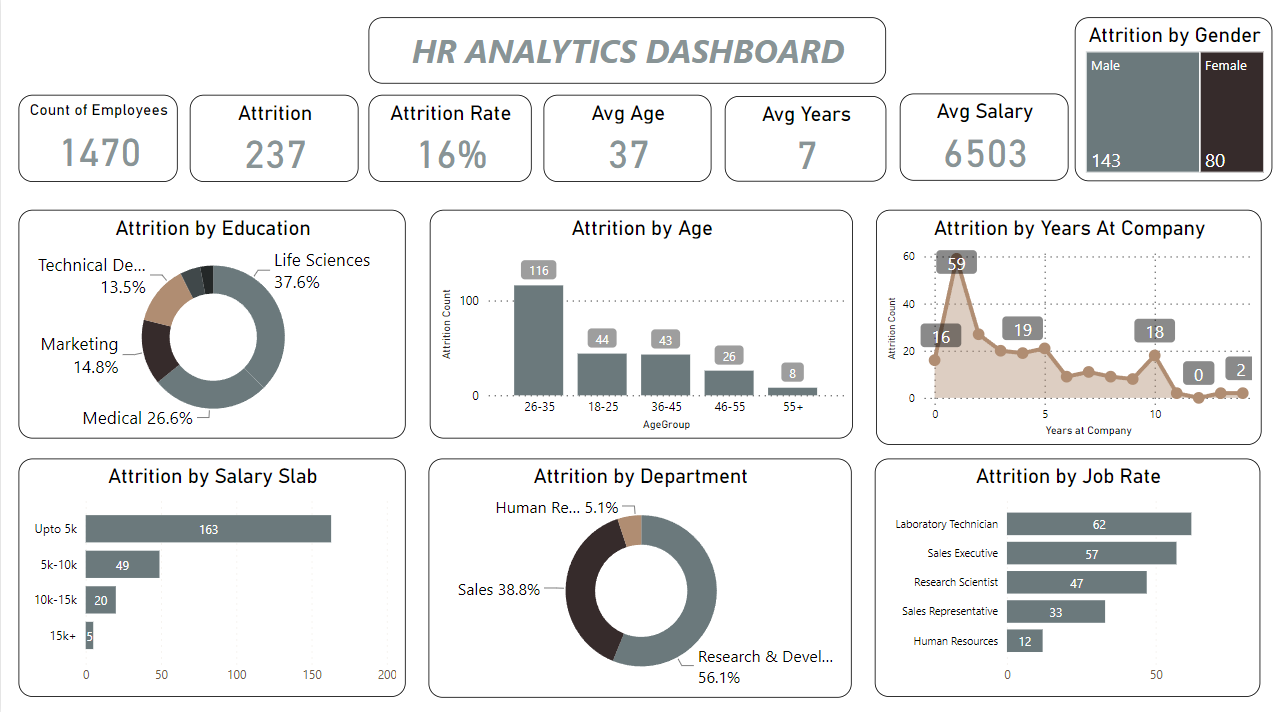 HR ANALYTICS DASHBOARD
Attrition by Gender
Male
Female
143
80
Count of Employees
1470
Attrition
237
Attrition Rate
16%
Avg Age
37
Avg Years
7
Avg Salary
6503
Attrition by Education
Life Sciences
37.6%
Technical De...
13.5%
Marketing
14.8%
Medical 26.6%
Attrition by Age
Attrition Count
100
0
116
44
43
26
8
26-35
18-25
36-45
46-55
55+
AgeGroup
Attrition by Years At Company
Attrition Count
60
40
20
0
59
16
19
18
0
2
0
5
10
Years at Company
Attrition by Salary Slab
Upto 5k
163
5k-10k
49
10k-15k
20
15k+
5
0
50
100
150
200
Attrition by Department
Human Re... 5.1%
Sales 38.8%
Research & Devel...
56.1%
Attrition by Job Rate
Laboratory Technician
62
Sales Executive
57
Research Scientist
47
Sales Representative
33
Human Resources
12
0
50